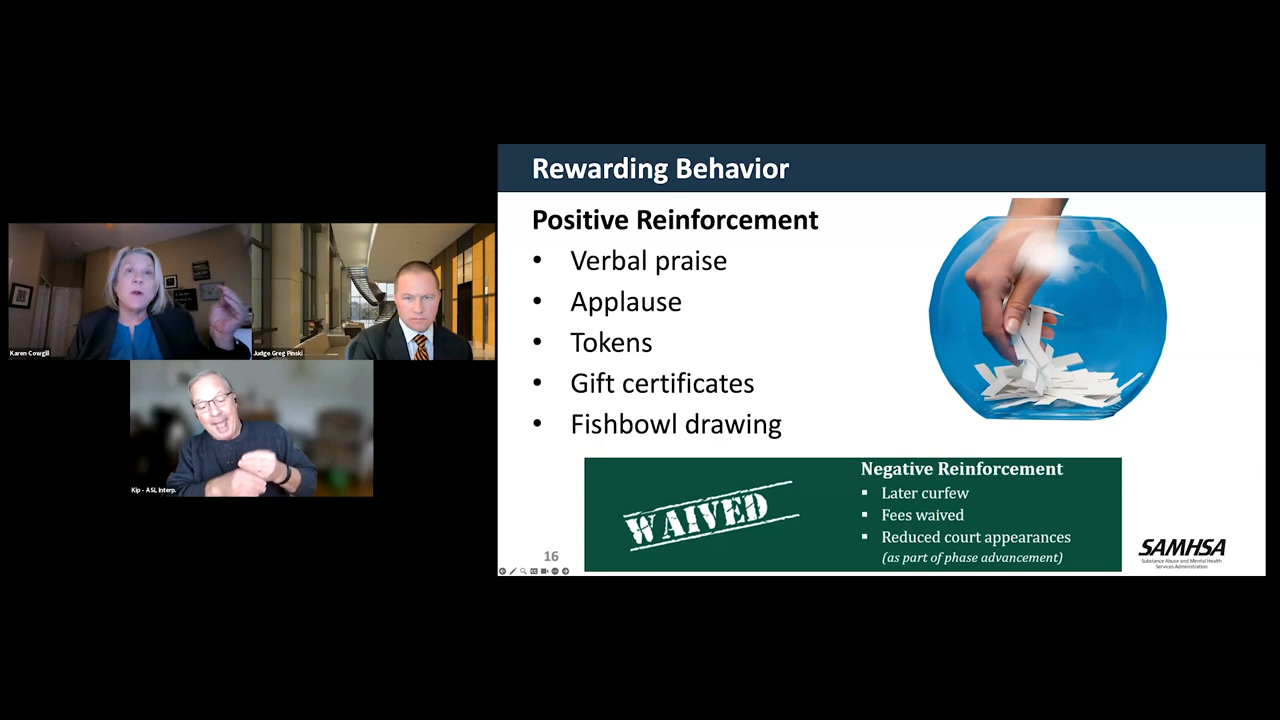 Rewarding Behavior
Positive Reinforcement
• Verbal praise
• Applause
• Tokens
• Gift certificates
• Fishbowl drawing
WAIVED
Negative Reinforcement
▪ Later curfew
▪ Fees waived
▪ Reduced court appearances
(as part of phase advancement)
16
SAMHSA
Substance Abuse and Mental Health
Services Administration
Karen Cowgill
Judge Greg Pinski
Kip - ASL Interp.